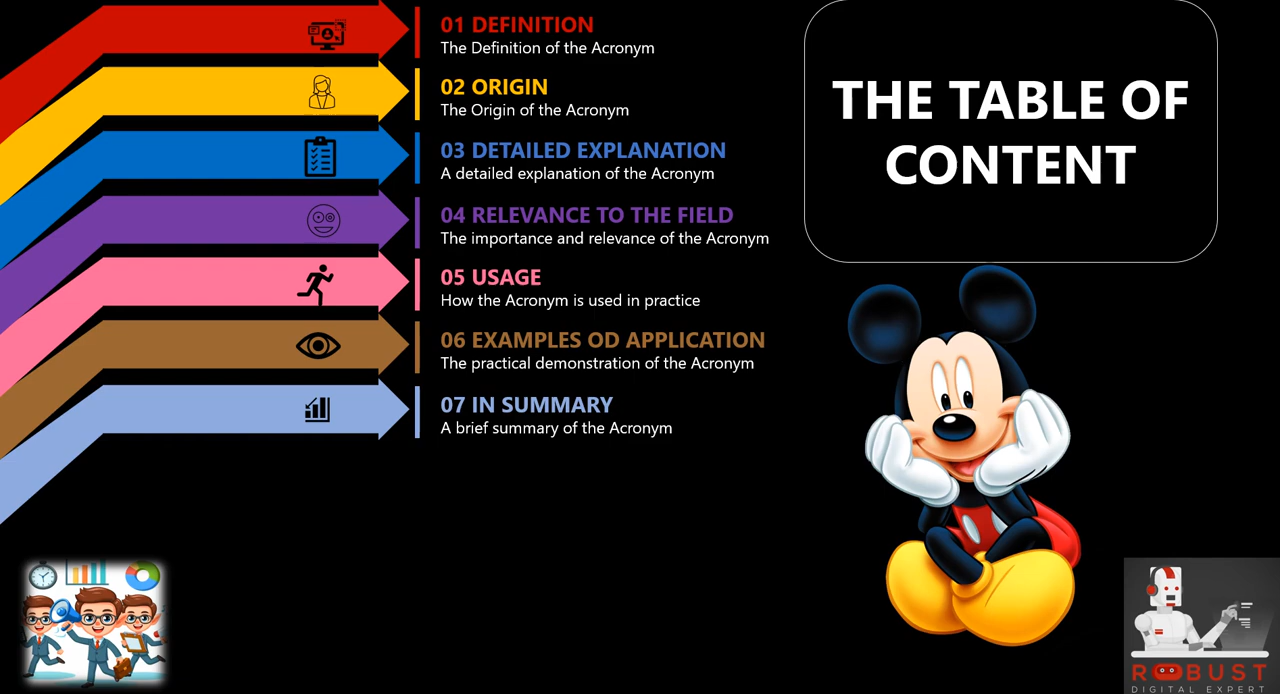 01 DEFINITION
The Definition of the Acronym
02 ORIGIN
The Origin of the Acronym
03 DETAILED EXPLANATION
A detailed explanation of the Acronym
04 RELEVANCE TO THE FIELD
The importance and relevance of the Acronym
05 USAGE
How the Acronym is used in practice
06 EXAMPLES OD APPLICATION
The practical demonstration of the Acronym
07 IN SUMMARY
A brief summary of the Acronym
THE TABLE OF
CONTENT
ROBUST
DIGITAL EXPERT